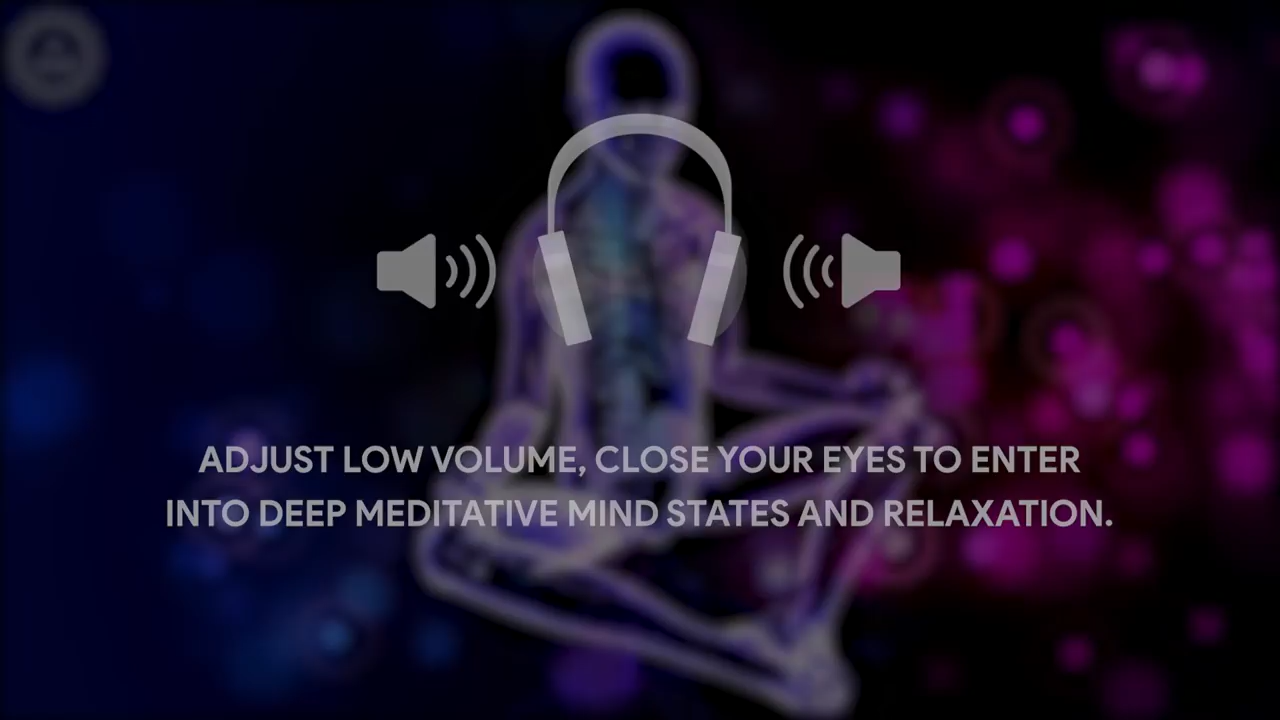 ADJUST LOW VOLUME, CLOSE YOUR EYES TO ENTER
INTO DEEP MEDITATIVE MIND STATES AND RELAXATION.